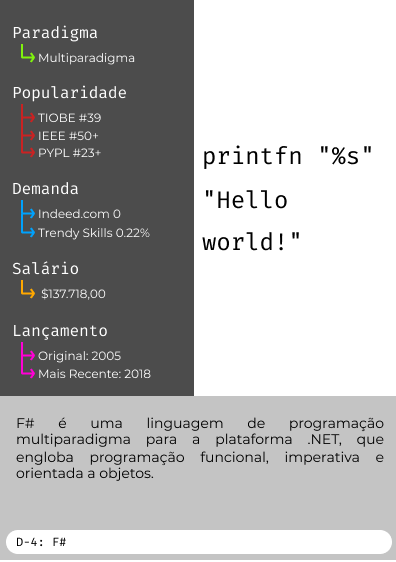 Paradigma
Multiparadigma
Popularidade
TIOBE #39
IEEE #50+
PYPL #23+
Demanda
Indeed.com 0
Trendy Skills 0.22%
Salário
$137.718,00
Lançamento
Original: 2005
Mais Recente: 2018
printfn "%s"
"Hello
world!"
F# é uma linguagem de programação
multiparadigma para a plataforma .NET, que
engloba programação funcional, imperativa e
orientada a objetos.
D-4: F#